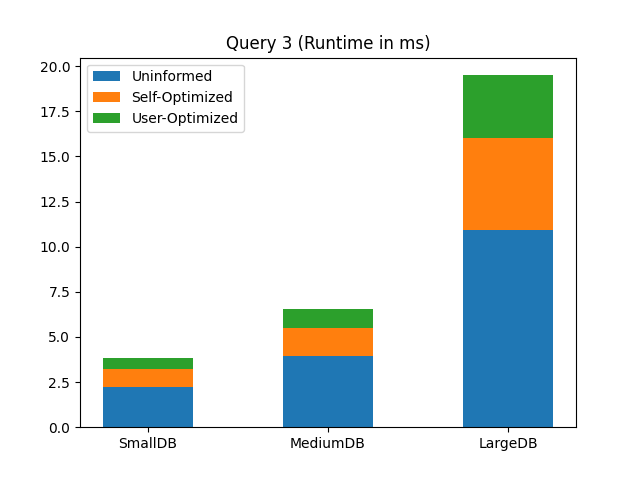 Query 3 (Runtime in ms)
20.0
17.5
15.0
12.5
10.0
7.5
5.0
2.5
0.0
Uninformed
Self-Optimized
User-Optimized
SmallDB
MediumDB
LargeDB